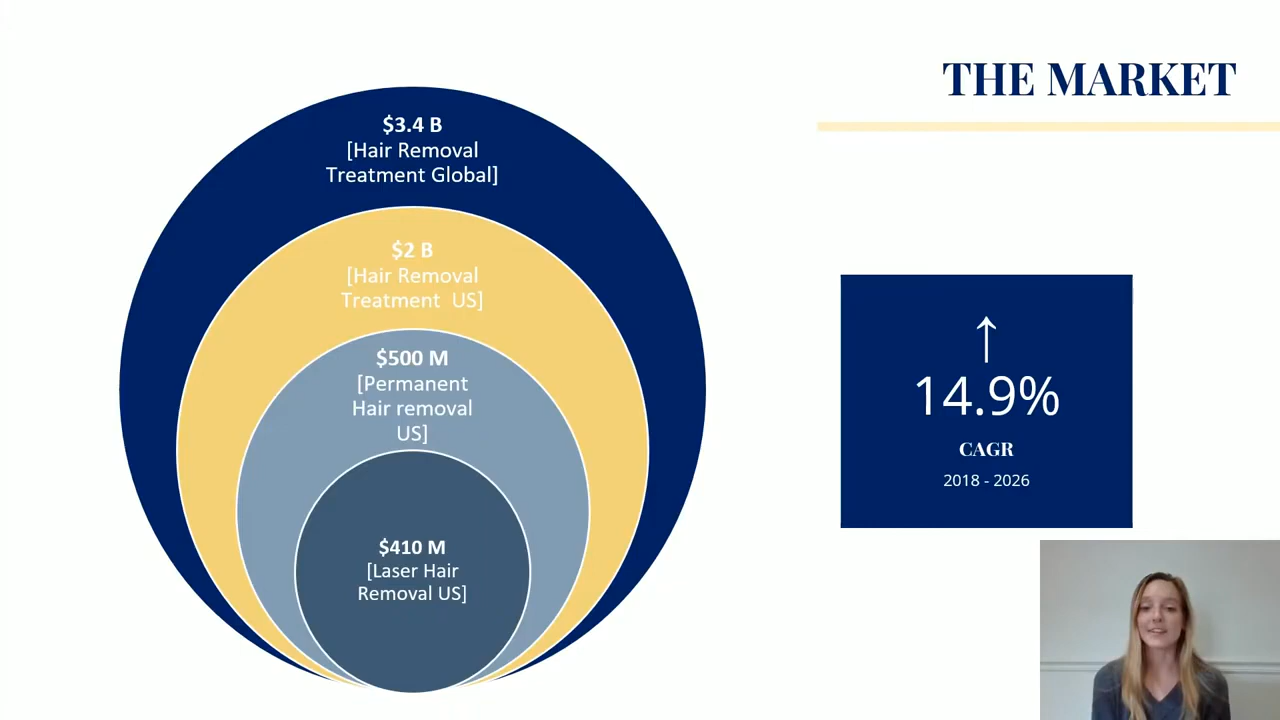 THE MARKET
$3.4 B
[Hair Removal
Treatment Global]
$2 B
[Hair Removal
Treatment  US]
$500 M
[Permanent
Hair removal
US]
$410 M
[Laser Hair
Removal US]
↑
14.9%
CAGR
2018 - 2026